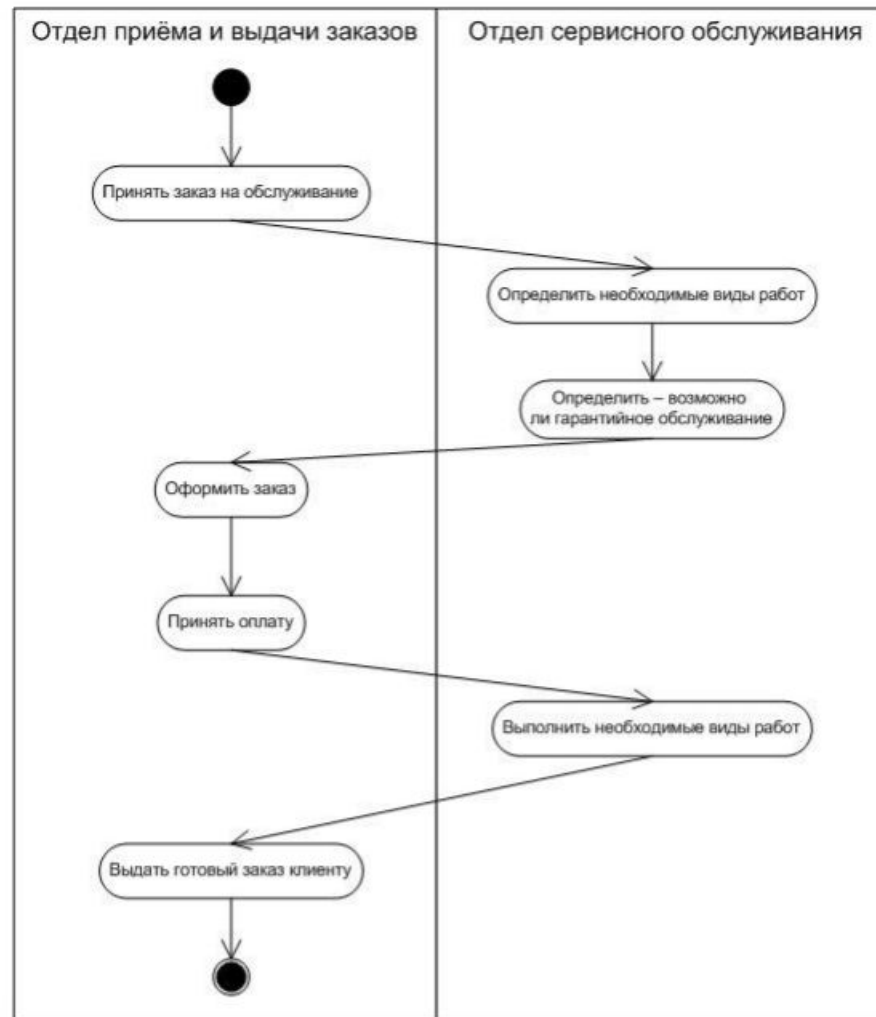 Отдел приёма и выдачи заказов
Отдел сервисного обслуживания
Принять заказ на обслуживание
Определить необходимые виды работ
Определить – возможно
ли гарантийное обслуживание
Оформить заказ
Принять оплату
Выполнить необходимые виды работ
Выдать готовый заказ клиенту